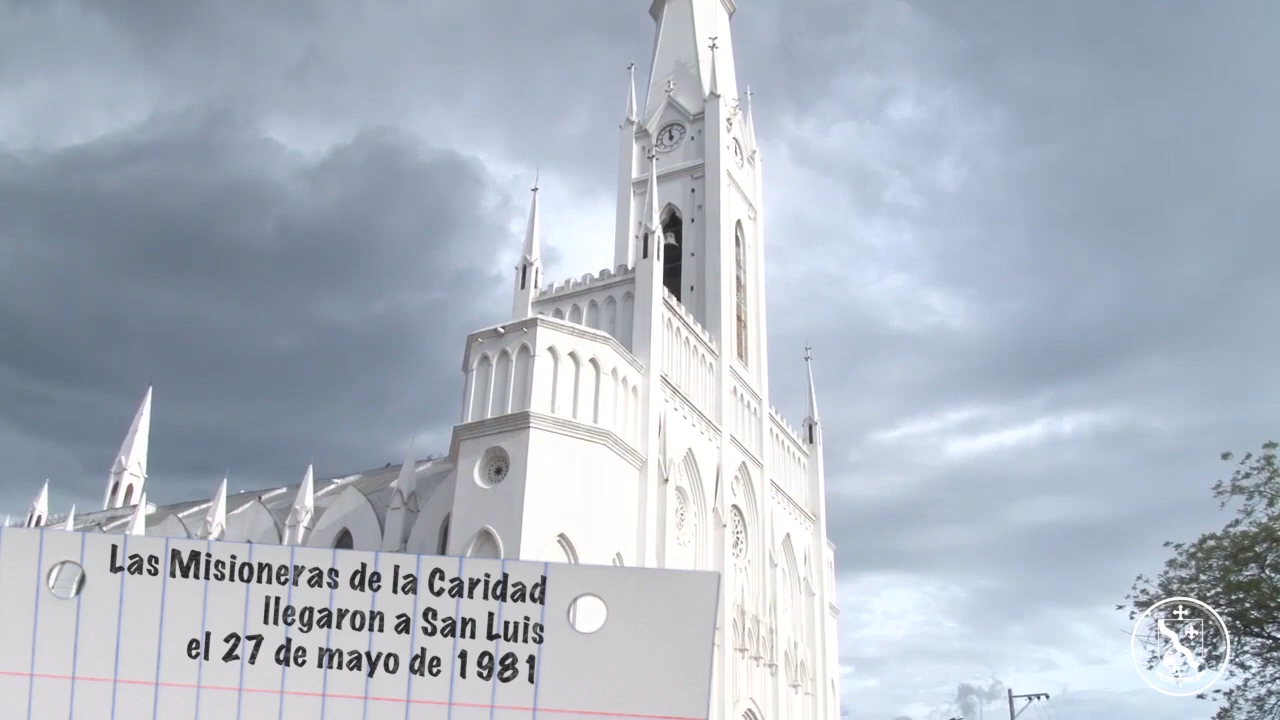 Las Misioneras de la Caridad
llegaron a San Luis
el 27 de mayo de 1981